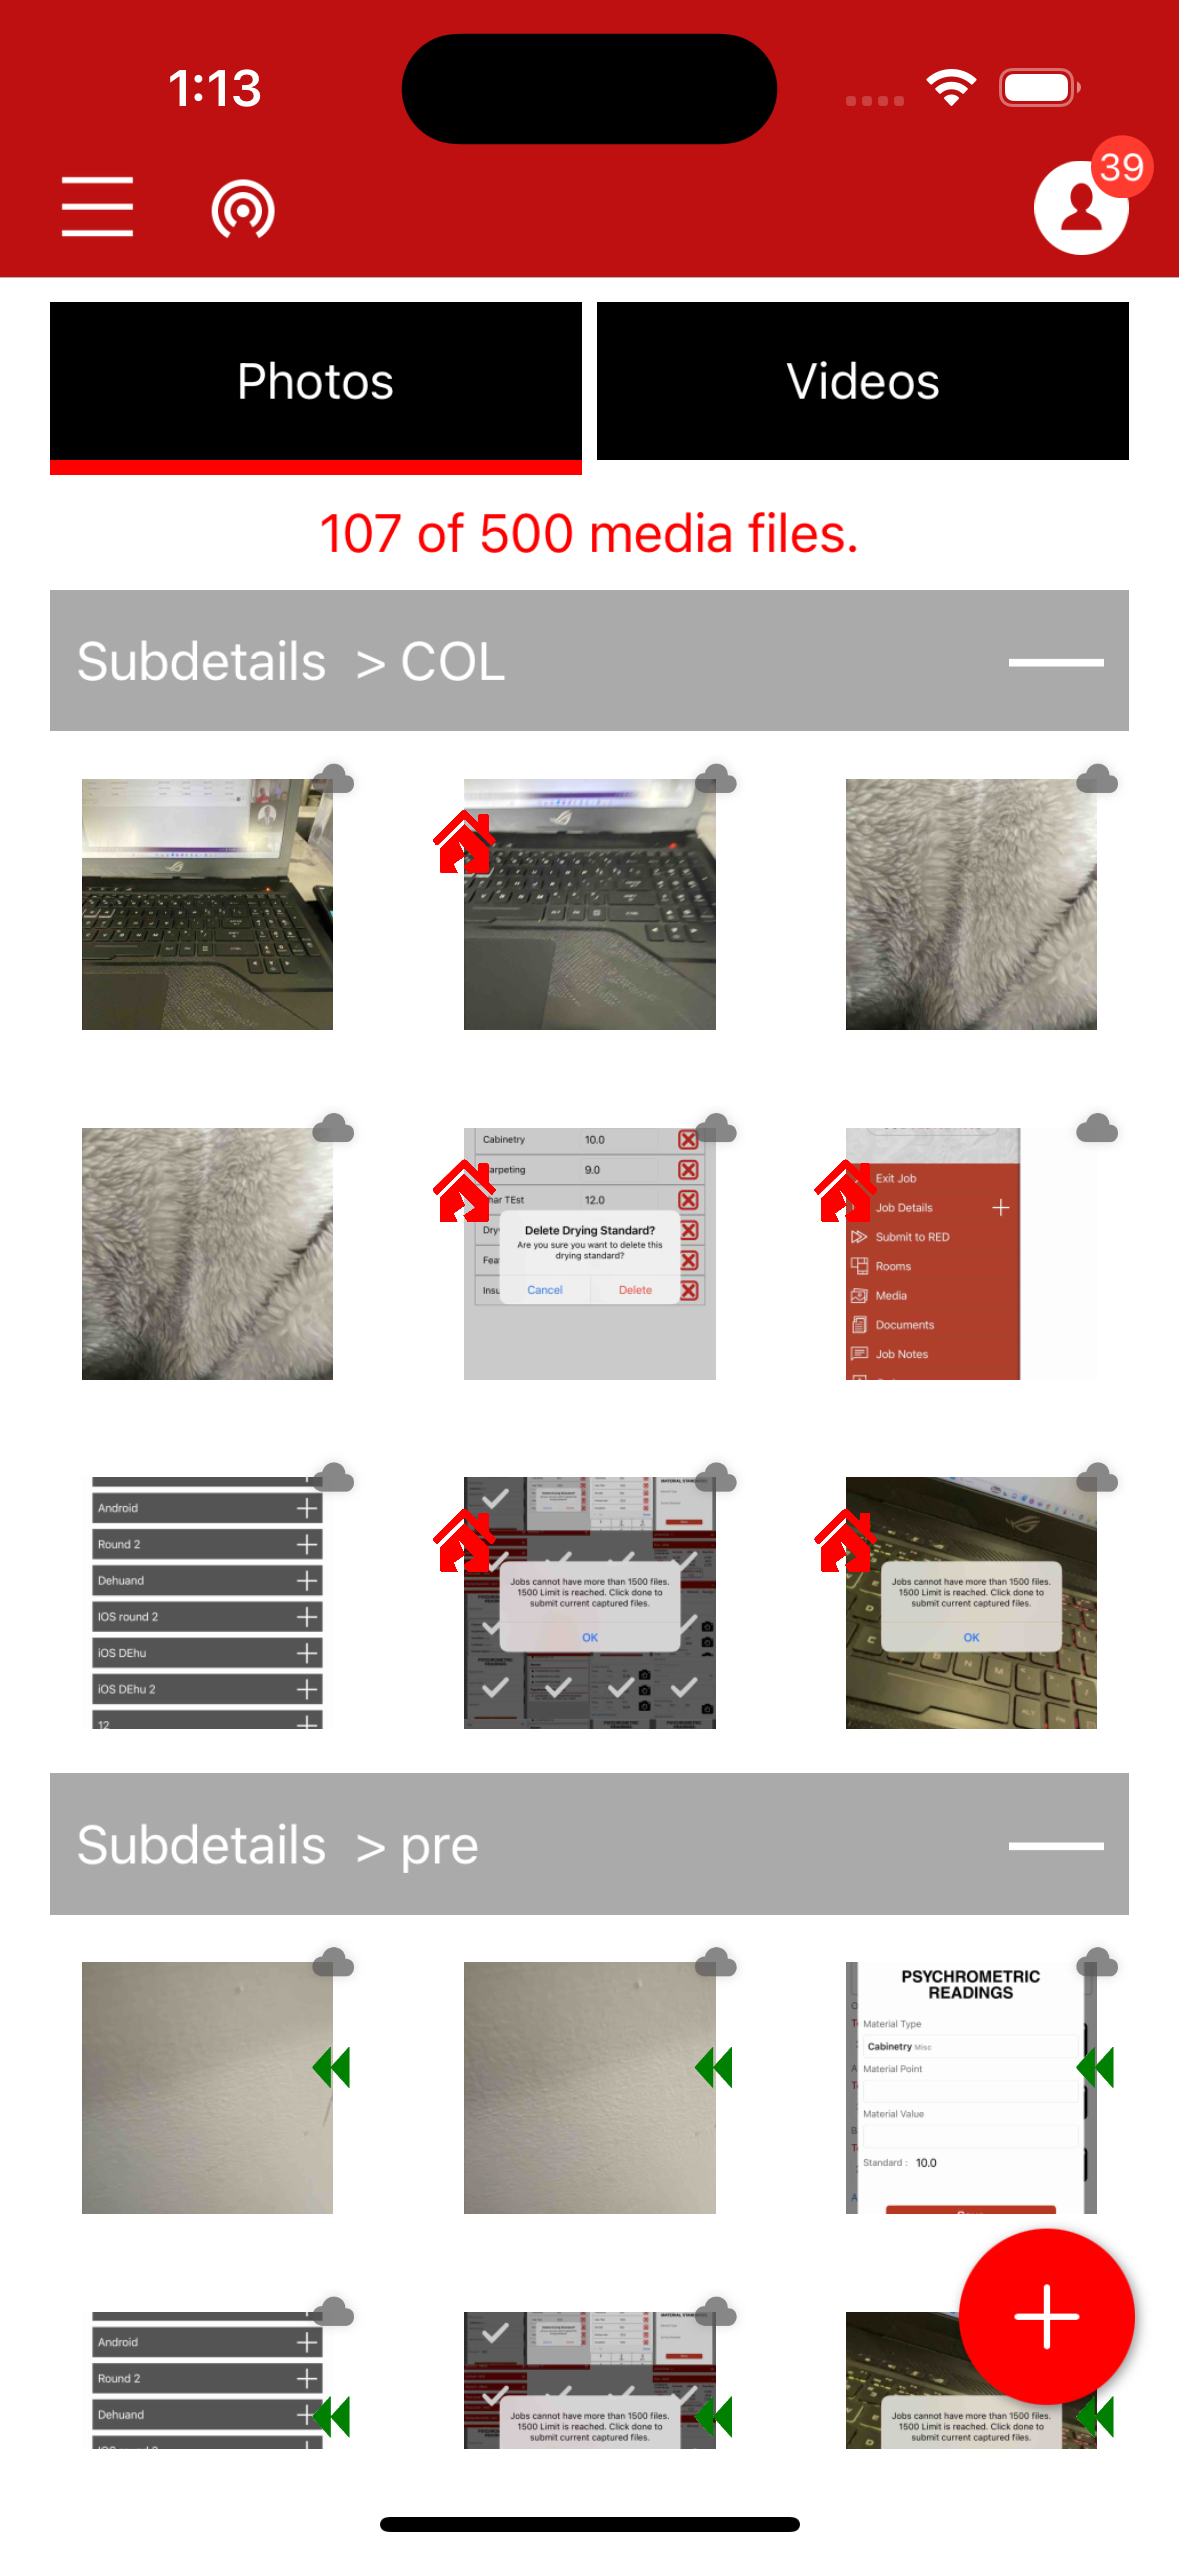 1:13
39
Photos
Videos
107 of 500 media files.
Subdetails > COL
Cabinetry 10.0
arpeting 9.0
nar TEst 12.0
Dry
Fea
Insu
Delete Drying Standard?
Are you sure you want to delete this
drying standard?
Cancel Delete
Exit Job
Job Details
Submit to RED
Rooms
Media
Documents
Job Notes
Android
Round 2
Dehuand
IOS round 2
iOS DEhu
iOS DEhu 2
12
Jobs cannot have more than 1500 files.
1500 Limit is reached. Click done to
submit current captured files.
OK
Jobs cannot have more than 1500 files.
1500 Limit is reached. Click done to
submit current captured files.
OK
Subdetails > pre
PSYCHROMETRIC
READINGS
Material Type
Cabinetry Misc
Material Point
Material Value
Standard : 10.0
Android
Round 2
Dehuand
Jobs cannot have more than 1500 files.
1500 Limit is reached. Click done to
submit current captured files.
Jobs cannot have more than 1500 files.
1500 Limit is reached. Click done to
submit current captured files.